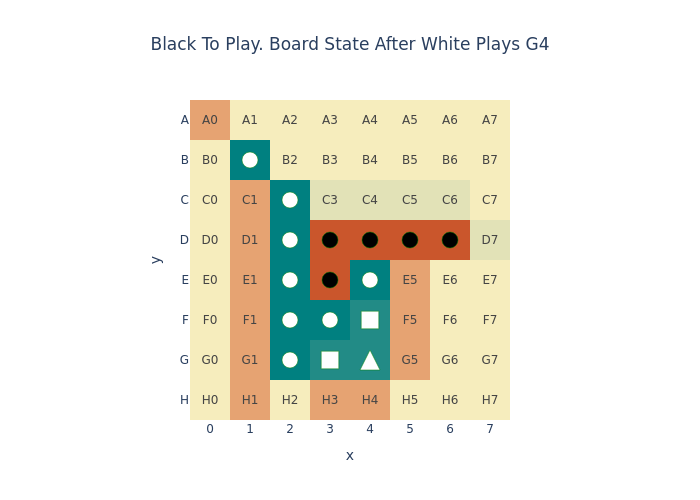 Black To Play. Board State After White Plays G4
A A0 A1 A2 A3 A4 A5 A6 A7
B B0 B2 B3 B4 B5 B6 B7
C C0 C1 C3 C4 C5 C6 C7
D D0 D1 D7
E E0 E1 E5 E6 E7
F F0 F1 F5 F6 F7
G G0 G1 G5 G6 G7
H H0 H1 H2 H3 H4 H5 H6 H7
0 1 2 3 4 5 6 7
x
y